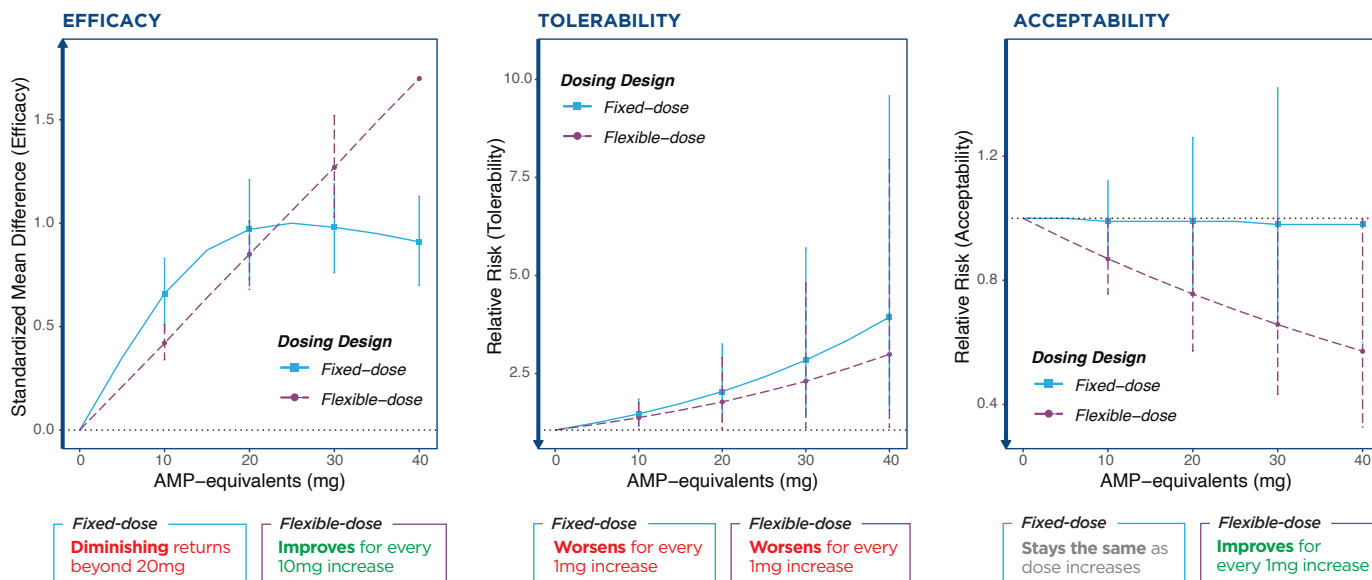 EFFICACY
Standardized Mean Difference (Efficacy)
1.5
1.0
0.5
0.0
Dosing Design
Fixed-dose
Flexible-dose
0 10 20 30 40
AMP-equivalents (mg)
Fixed-dose
Diminishing returns
beyond 20mg
Flexible-dose
Improves for every
10mg increase
TOLERABILITY
Relative Risk (Tolerability)
10.0
7.5
5.0
2.5
Dosing Design
Fixed-dose
Flexible-dose
0 10 20 30 40
AMP-equivalents (mg)
Fixed-dose
Worsens for every
1mg increase
Flexible-dose
Worsens for every
1mg increase
ACCEPTABILITY
Relative Risk (Acceptability)
1.2
0.8
0.4
Dosing Design
Fixed-dose
Flexible-dose
0 10 20 30 40
AMP-equivalents (mg)
Fixed-dose
Stays the same as
dose increases
Flexible-dose
Improves for
every 1mg increase